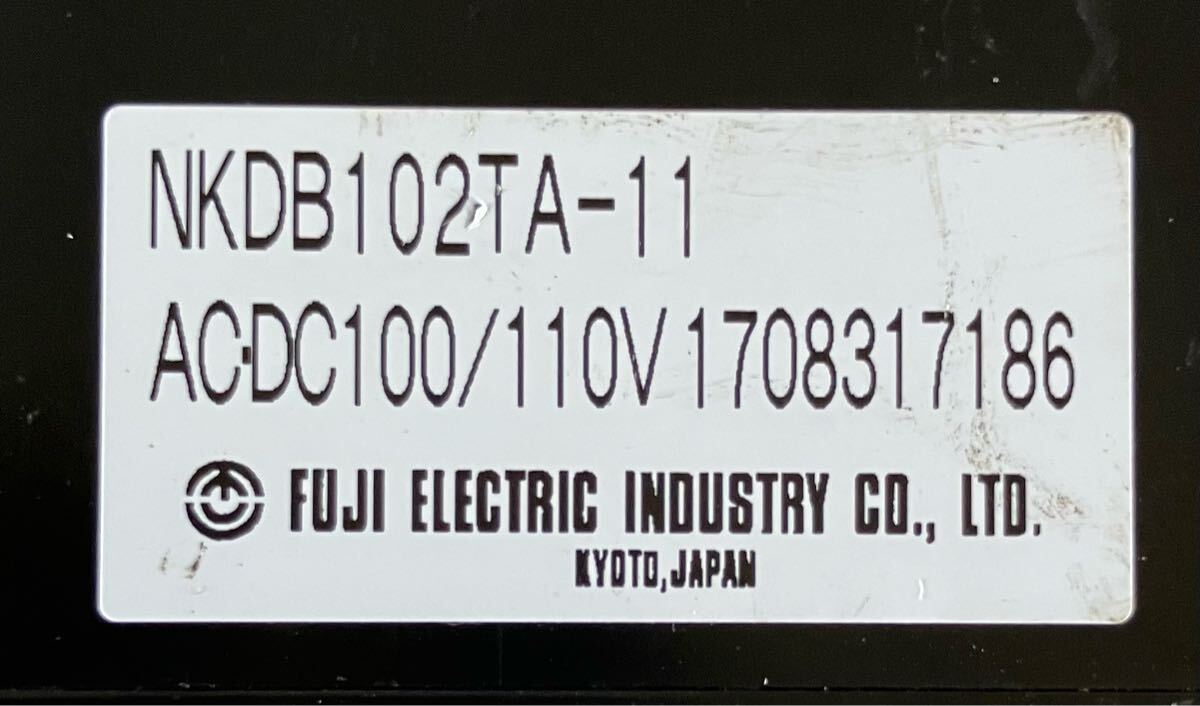 NKDB102TA-11
AC·DC100/110V 1708317186
FUJI ELECTRIC INDUSTRY CO., LTD.
KYOTO, JAPAN